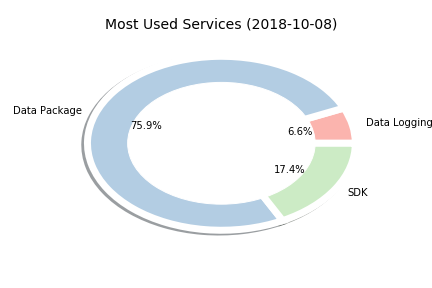 Most Used Services (2018-10-08)
Data Package
75.9%
6.6%
Data Logging
17.4%
SDK